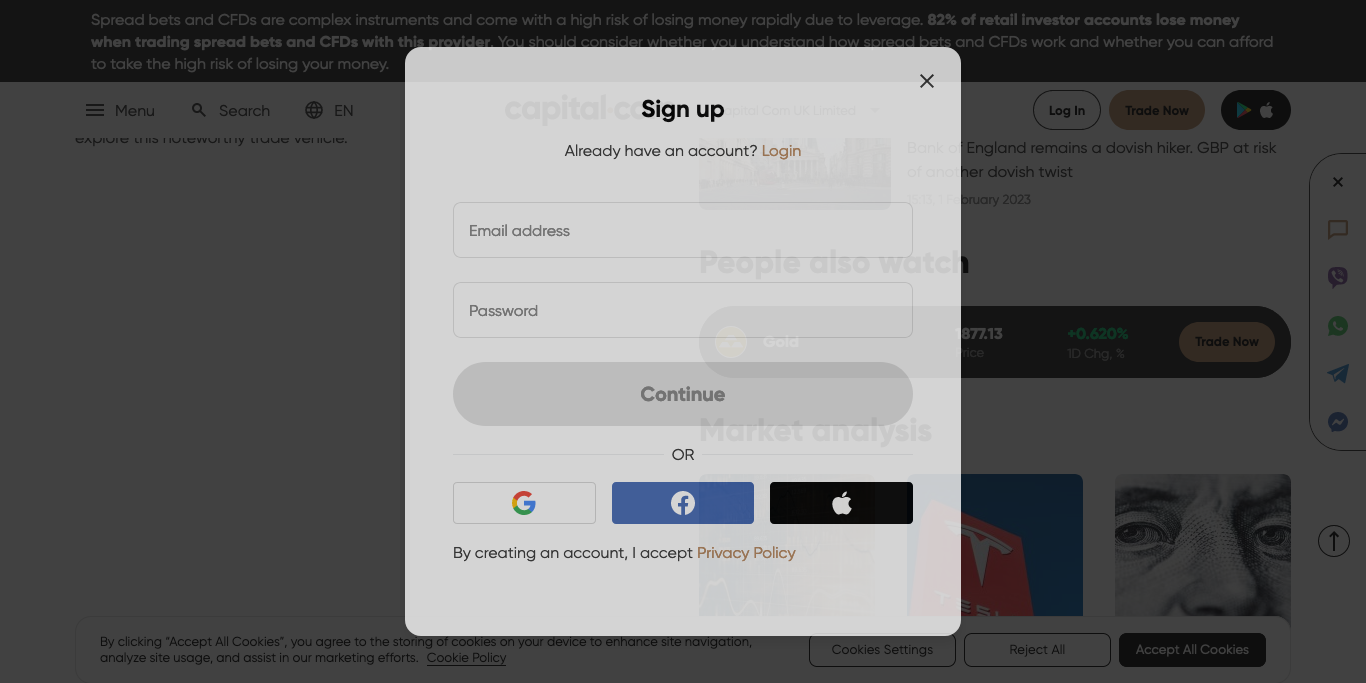 Spread bets and CFDs are complex instruments and come with a high risk of losing money rapidly due to leverage. 82% of retail investor accounts lose money
when trading spread bets and CFDs with this provider. You should consider whether you understand how spread bets and CFDs work and whether you can afford
to take the high risk of losing your money.
Menu
Search
EN
capital.co
Capital Com UK Limited
Log In
Trade Now
explore this noteworthy trade vehicle.
Sign up
Already have an account? Login
Bank of England remains a dovish hiker. GBP at risk
of another dovish twist
February 2023
Email address
People also watch
Password
Gold
1877.13
Price
+0.620%
1D Chg, %
Trade Now
Continue
Market analysis
OR
TESL
By creating an account, I accept Privacy Policy
By clicking “Accept All Cookies”, you agree to the storing of cookies on your device to enhance site navigation,
analyze site usage, and assist in our marketing efforts. Cookie Policy
Cookies Settings
Reject All
Accept All Cookies